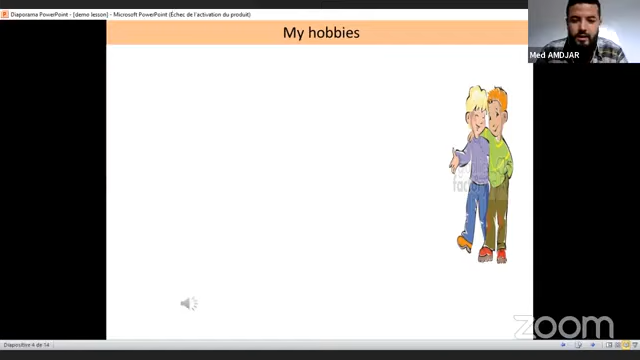 Diaporama PowerPoint - [demo lesson] - Microsoft PowerPoint (Échec de l'activation du produit)
My hobbies
Med AMDJAR
zoom
Diapositive 4 de 14